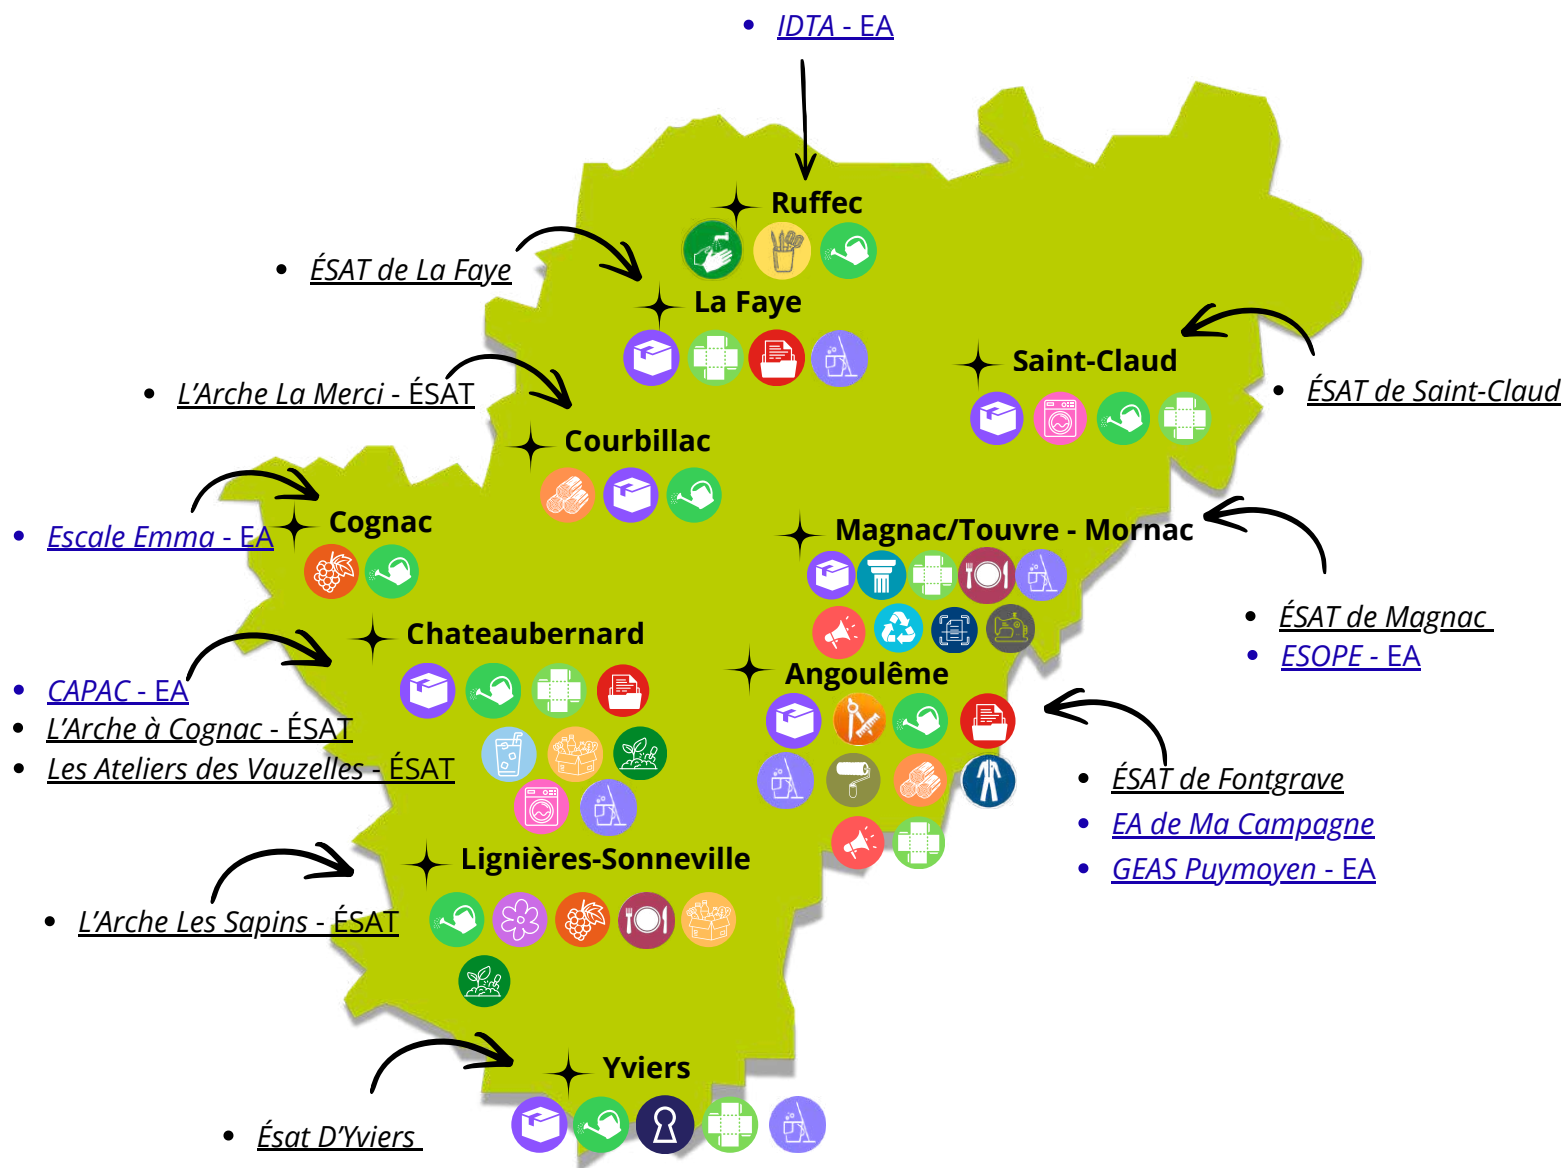 • IDTA - EA
Ruffec
• ÉSAT de La Faye
La Faye
Saint-Claud
• L’Arche La Merci - ÉSAT
• ÉSAT de Saint-Claud
Courbillac
Cognac
• Escale Emma - EA
Magnac/Touvre - Mornac
• ÉSAT de Magnac
• ESOPE - EA
Chateaubernard
• CAPAC - EA
• L’Arche à Cognac - ÉSAT
• Les Ateliers des Vauzelles - ÉSAT
Angoulême
• ÉSAT de Fontgrave
• EA de Ma Campagne
• GEAS Puymoyen - EA
Lignières-Sonneville
• L’Arche Les Sapins - ÉSAT
Yviers
• Ésat D’Yviers